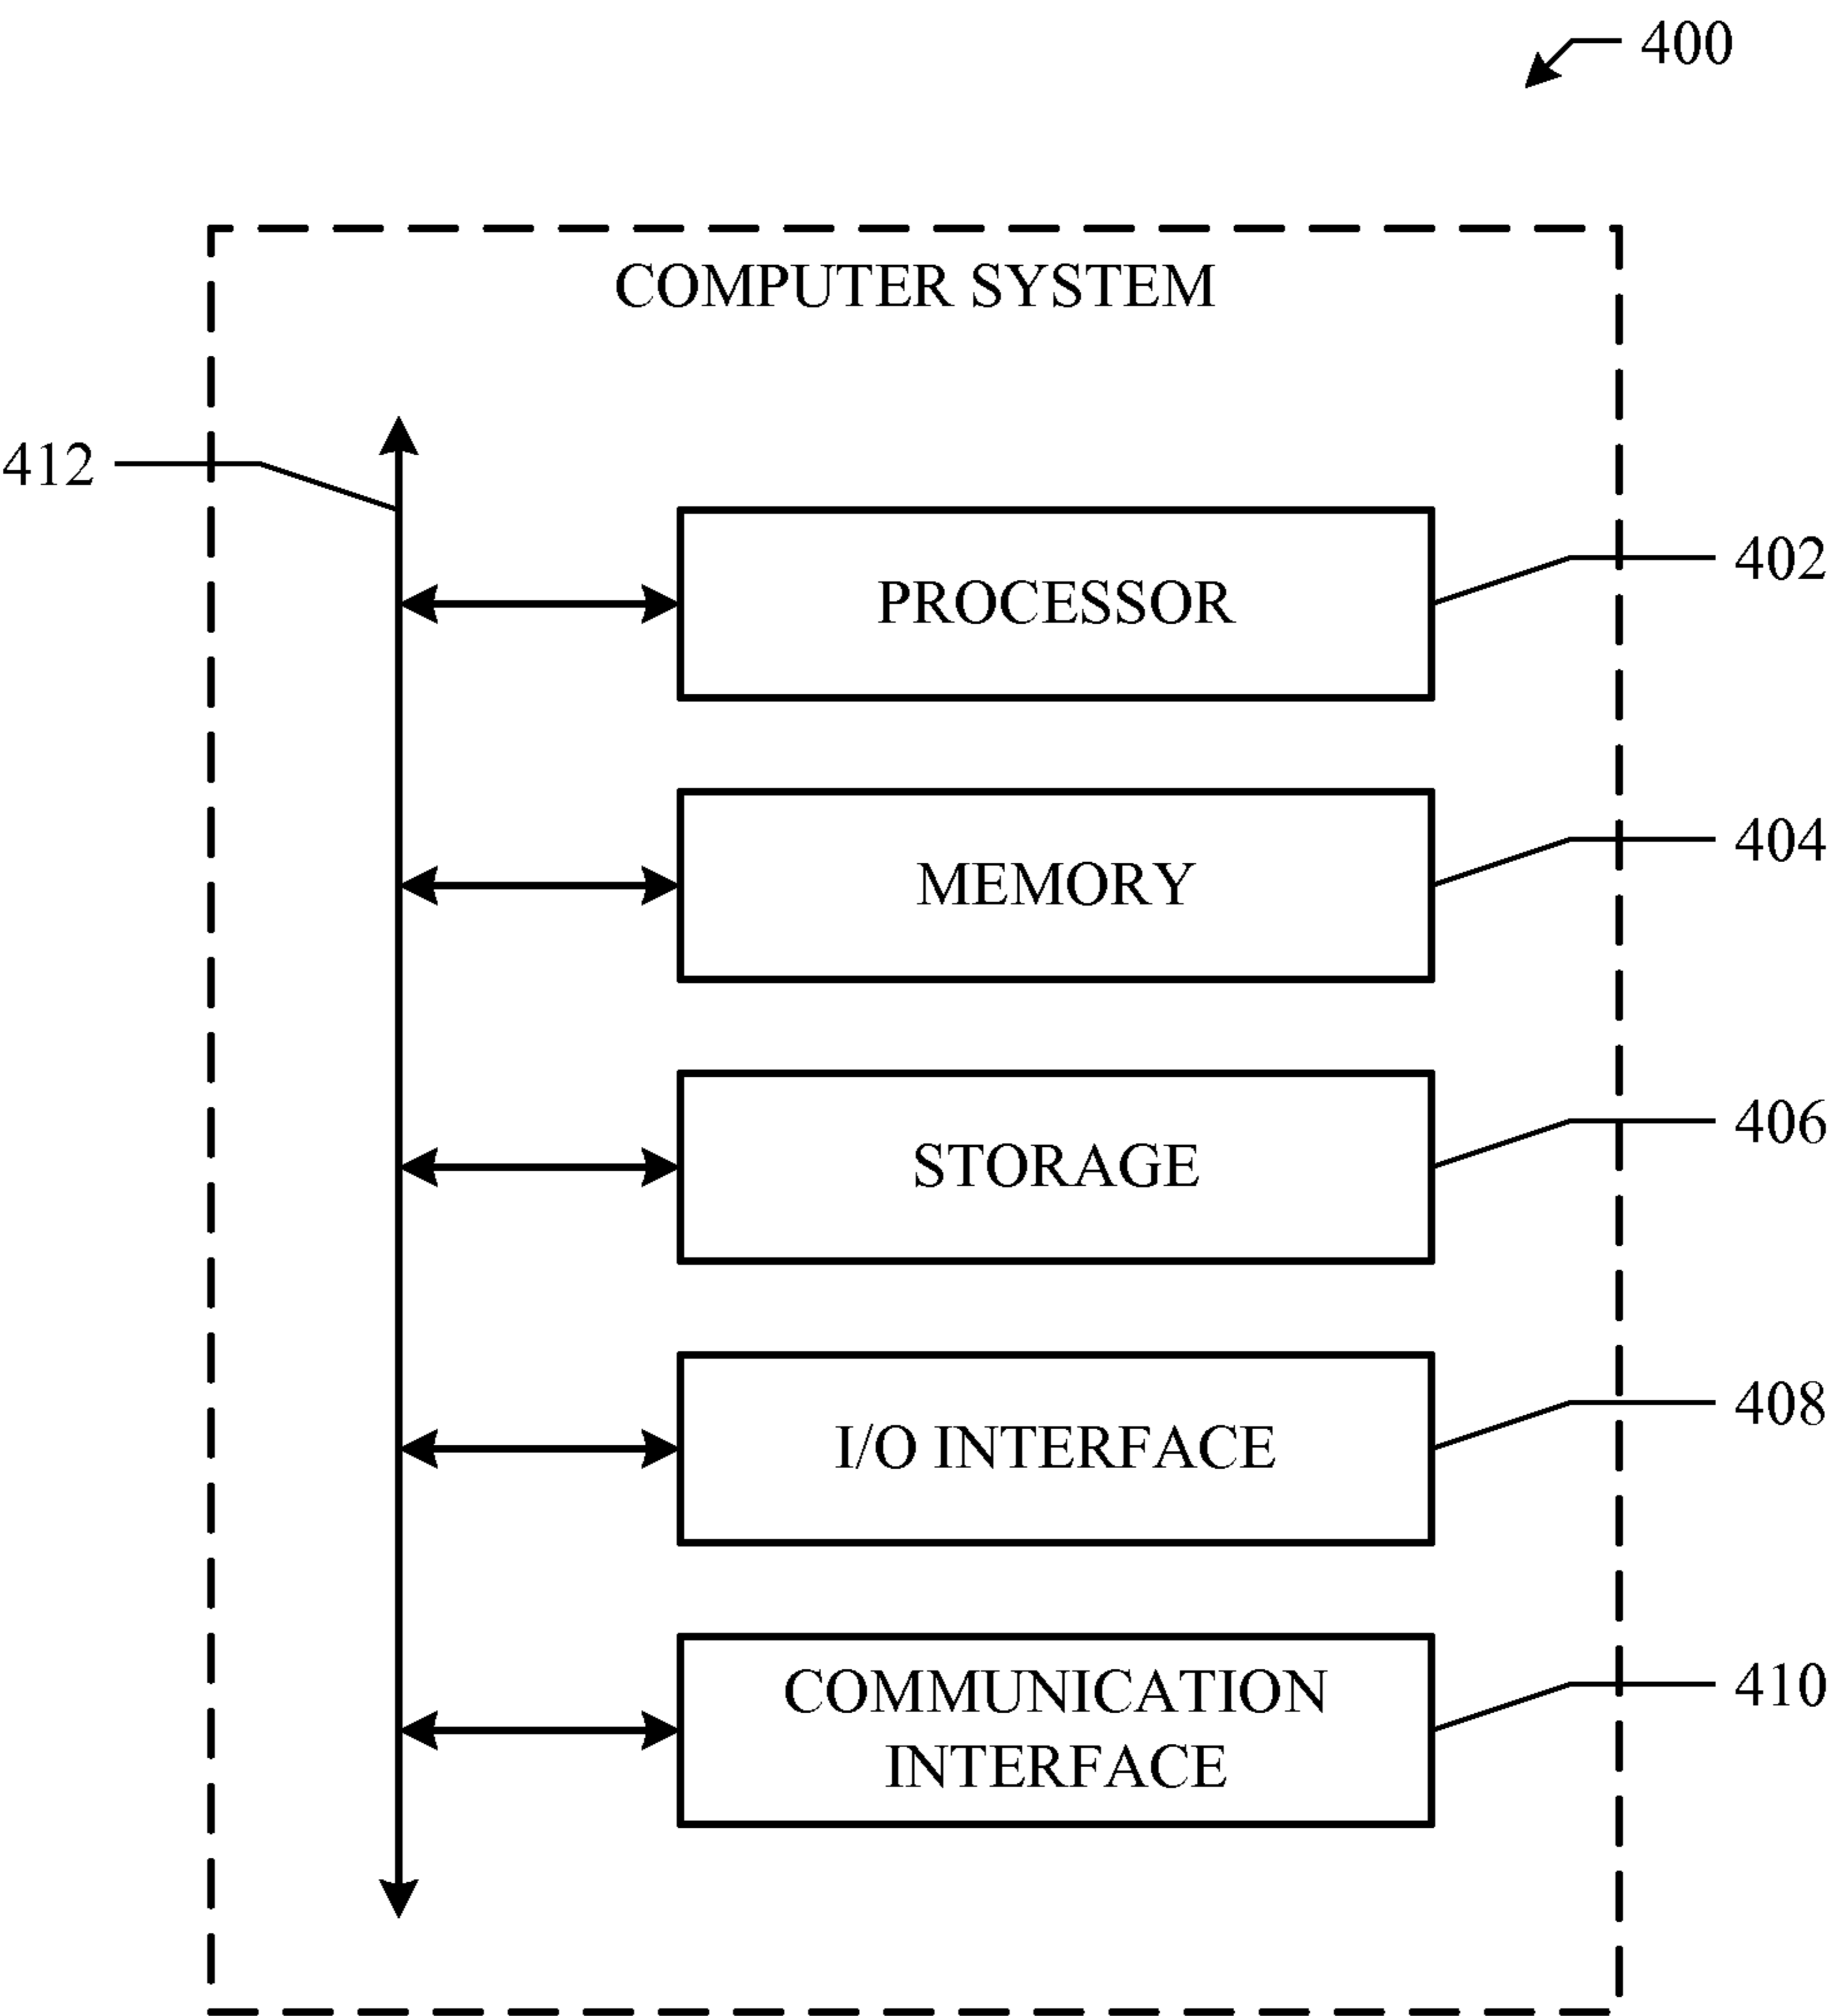 400
COMPUTER SYSTEM
412
PROCESSOR
402
MEMORY
404
STORAGE
406
I/O INTERFACE
408
COMMUNICATION
INTERFACE
410